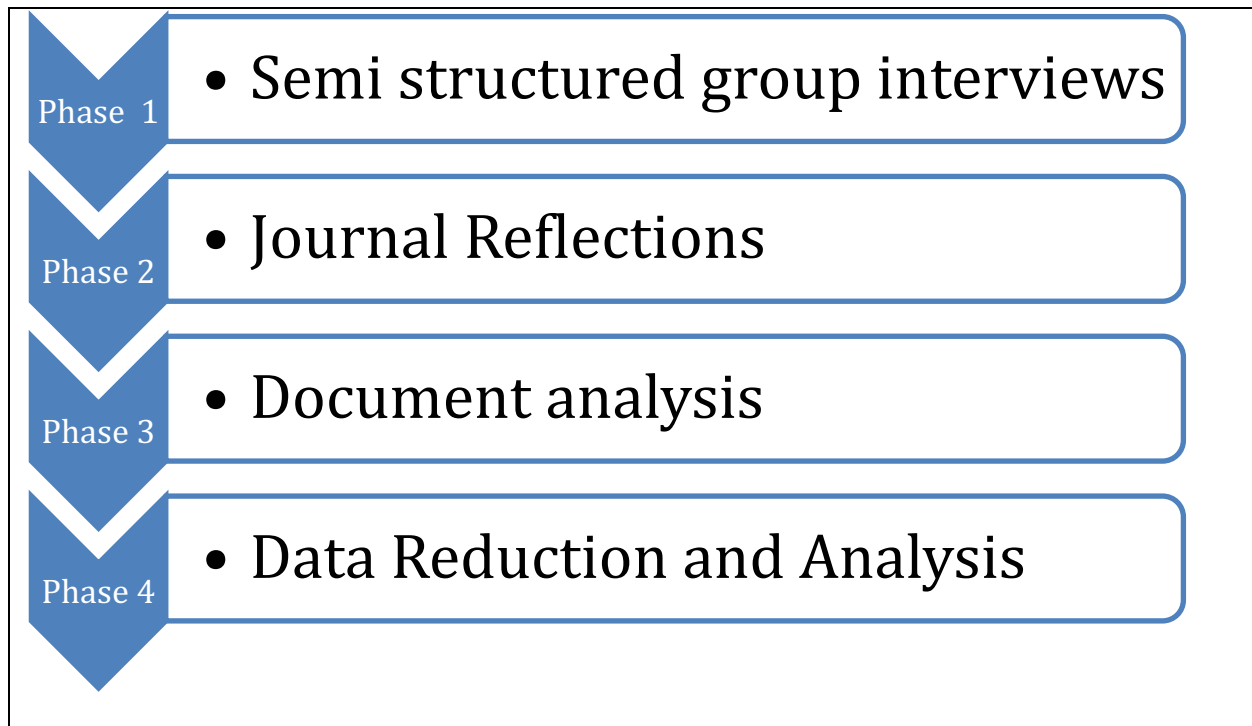 Phase 1
• Semi structured group interviews
Phase 2
• Journal Reflections
Phase 3
• Document analysis
Phase 4
• Data Reduction and Analysis